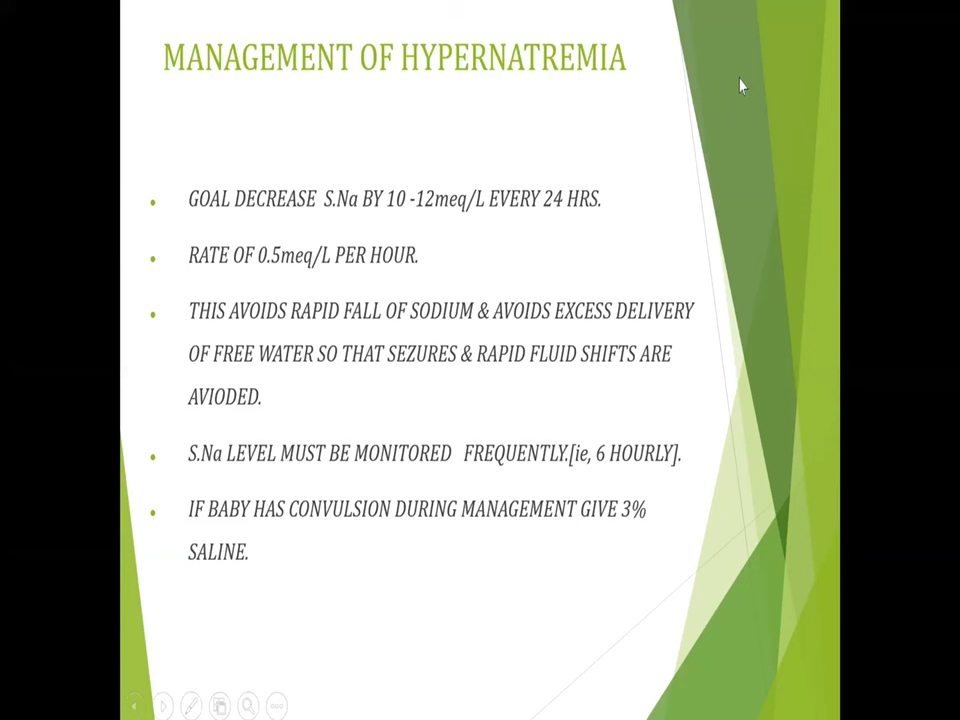 MANAGEMENT OF HYPERNATREMIA
• GOAL DECREASE S.Na BY 10 -12meq/L EVERY 24 HRS.
• RATE OF 0.5meq/L PER HOUR.
• THIS AVOIDS RAPID FALL OF SODIUM & AVOIDS EXCESS DELIVERY
OF FREE WATER SO THAT SEZURES & RAPID FLUID SHIFTS ARE
AVIODED.
• S.Na LEVEL MUST BE MONITORED FREQUENTLY.[ie, 6 HOURLY].
• IF BABY HAS CONVULSION DURING MANAGEMENT GIVE 3%
SALINE.